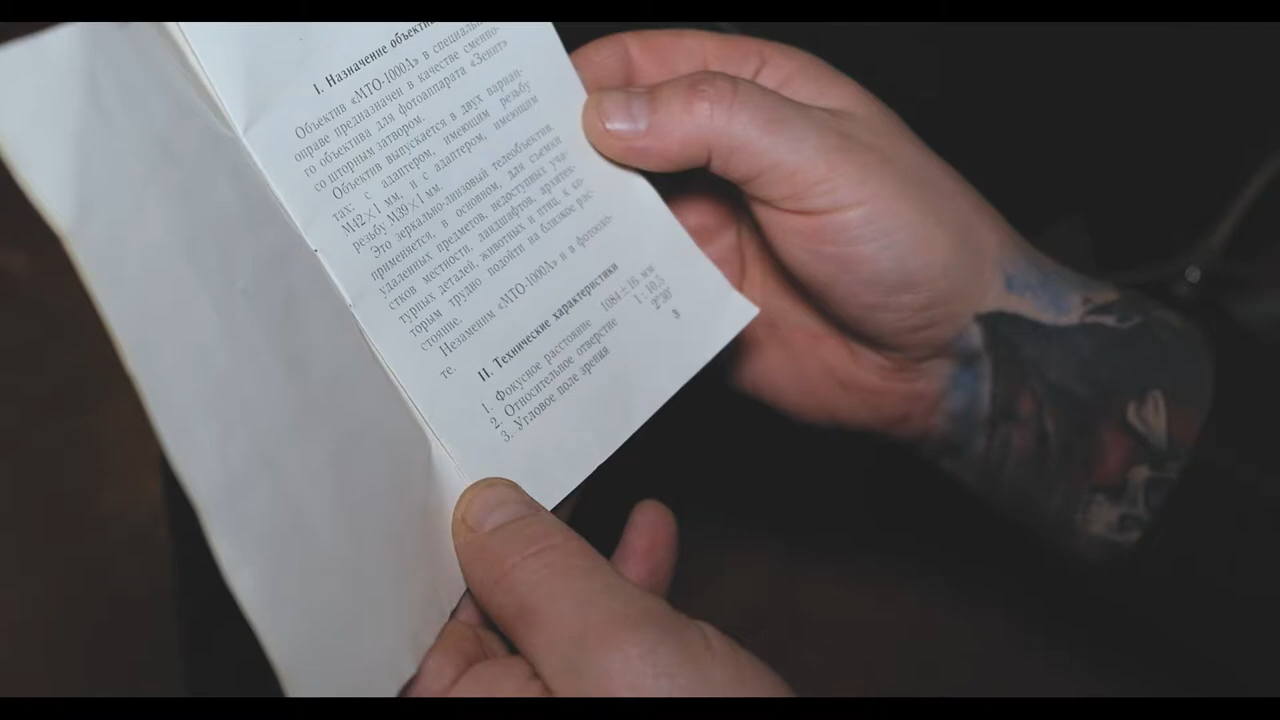 I. Назначение объектив
Объектив «МТО-1000А» в специаль-
оправе предназначен в качестве сменно-
го объектива для фотоаппарата «Зенит»
со шторным затвором.
Объектив выпускается в двух вариан-
тах: с адаптером, имеющим резьбу
М42×1 мм, и с адаптером, имеющим
резьбу М39×1 мм.
Это зеркально-линзовый телеобъектив,
применяется, в основном, для съемки
удаленных предметов, недоступных уча-
стков местности, ландшафтов, архитек-
турных деталей, животных и птиц, к ко-
торым трудно подойти на близкое рас-
стояние.
Незаменим «МТО-1000А» и в фотоохо-
те.
II. Технические характеристики
1. Фокусное расстояние 1084±16 мм
2. Относительное отверстие 1:10,5
3. Угловое поле зрения 2°30′
3